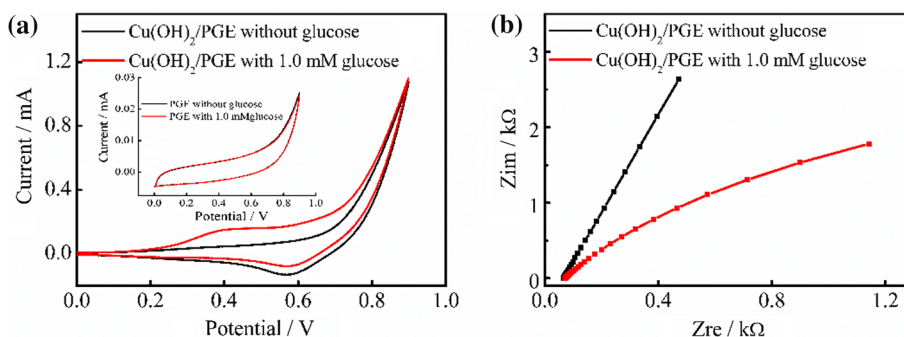 (a)
Cu(OH)2/PGE without glucose
Cu(OH)2/PGE with 1.0 mM glucose
1.2
0.8
0.4
0.0
Current / mA
0.0 0.2 0.4 0.6 0.8 1.0
Potential / V
0.03
0.02
0.01
0.00
Current / mA
PGE without glucose
PGE with 1.0 mMglucose
0.0 0.2 0.4 0.6 0.8 1.0
Potential / V
(b)
Cu(OH)2/PGE without glucose
Cu(OH)2/PGE with 1.0 mM glucose
3
2
1
0
Zim / kΩ
0.0 0.4 0.8 1.2
Zre / kΩ